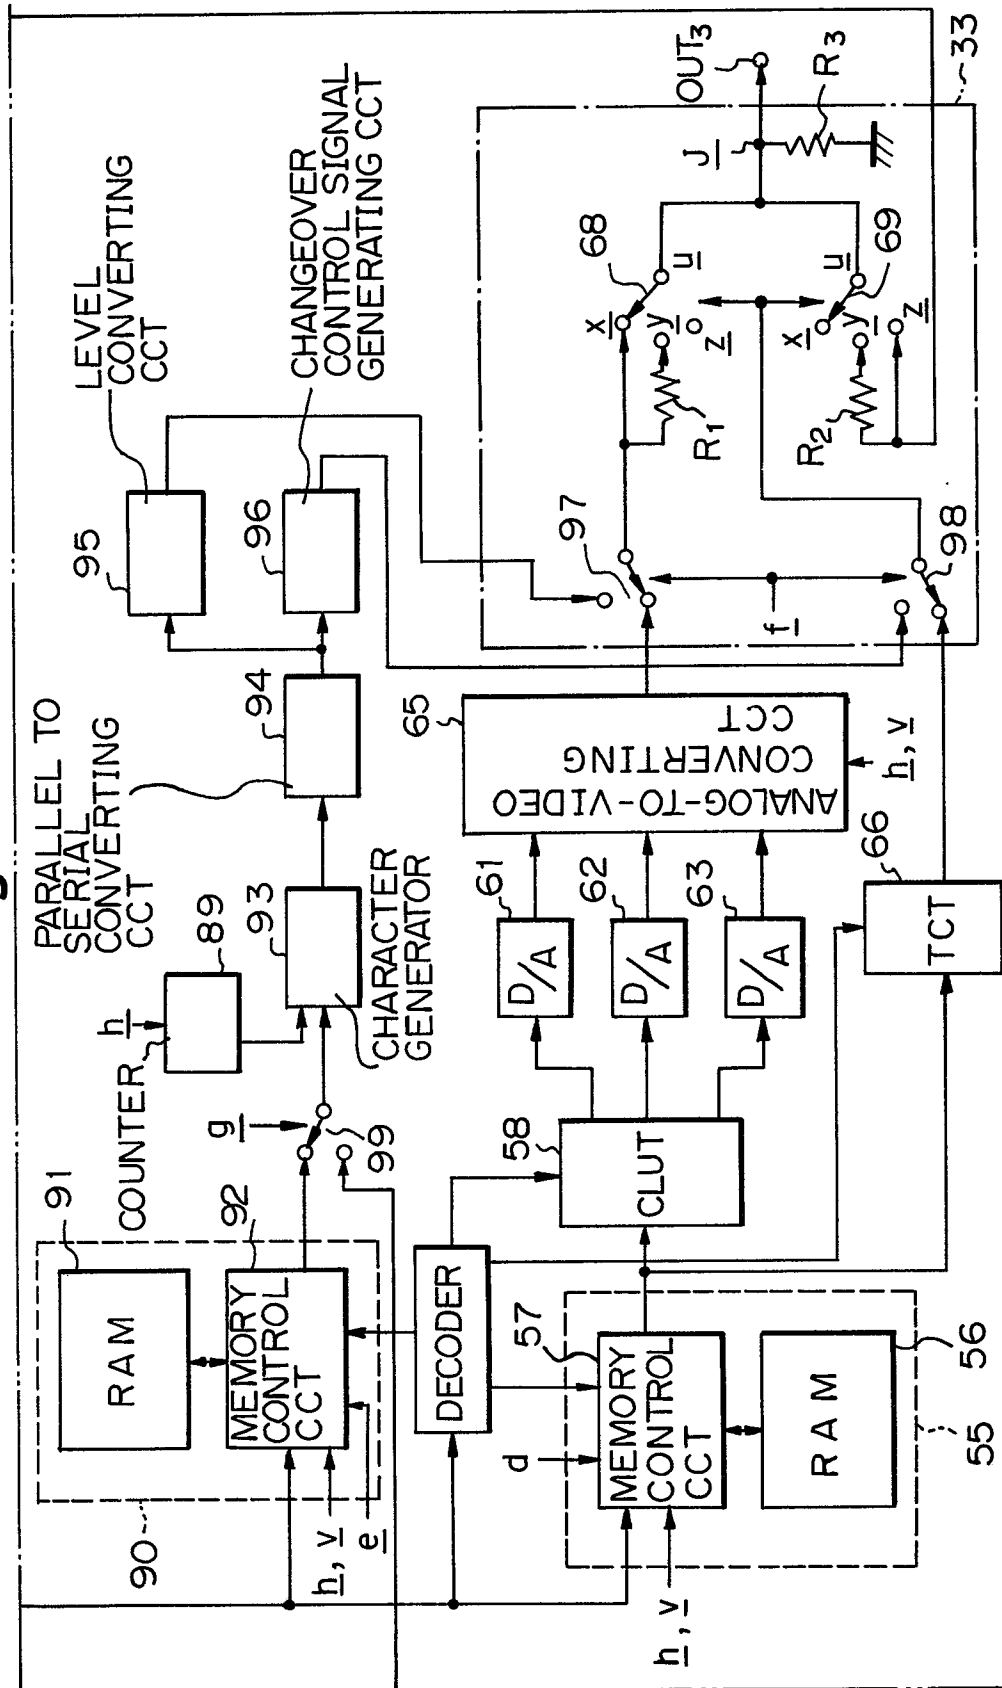 PARALLEL TO
SERIAL
CONVERTING
CCT
LEVEL
CONVERTING
CCT
CHANGEOVER
CONTROL SIGNAL
GENERATING CCT
COUNTER
h
89
91
RAM
92
MEMORY
CONTROL
CCT
90
h, v
e
g
99
93
CHARACTER
GENERATOR
94
95
96
DECODER
58
CLUT
61
D/A
62
D/A
63
D/A
65
ANALOG-TO-VIDEO
CONVERTING
CCT
h, v
66
TCT
d
57
MEMORY
CONTROL
CCT
RAM
56
55
h, v
97
f
98
R1
R2
x
y
z
68
u
x
y
z
69
u
J
OUT3
R3
33